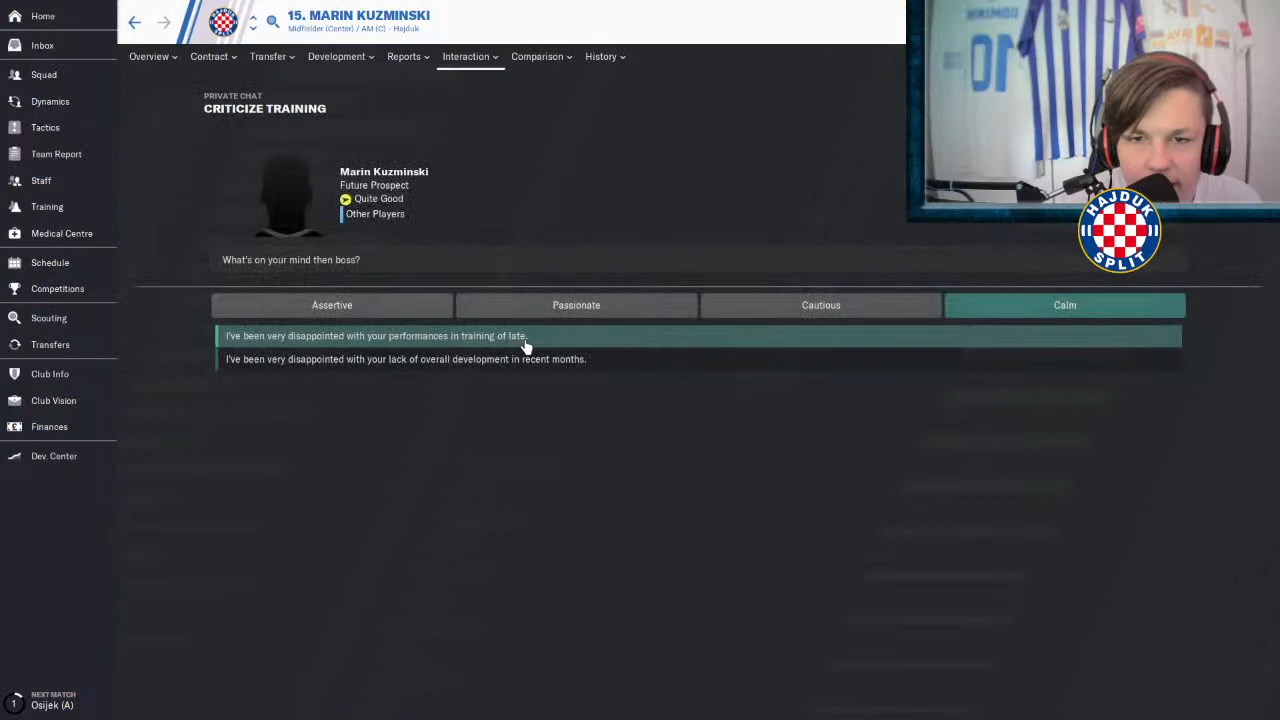 Home
Inbox
Squad
Dynamics
Tactics
Team Report
Staff
Training
Medical Centre
Schedule
Competitions
Scouting
Transfers
Club Info
Club Vision
Finances
Dev. Center
1
NEXT MATCH
Osijek (A)
15. MARIN KUZMINSKI
Midfielder (Center) / AM (C) - Hajduk
Overview
Contract
Transfer
Development
Reports
Interaction
Comparison
History
PRIVATE CHAT
CRITICIZE TRAINING
Marin Kuzminski
Future Prospect
Quite Good
Other Players
What's on your mind then boss?
Assertive
Passionate
Cautious
Calm
I've been very disappointed with your performances in training of late.
I've been very disappointed with your lack of overall development in recent months.
HAJDUK
SPLIT